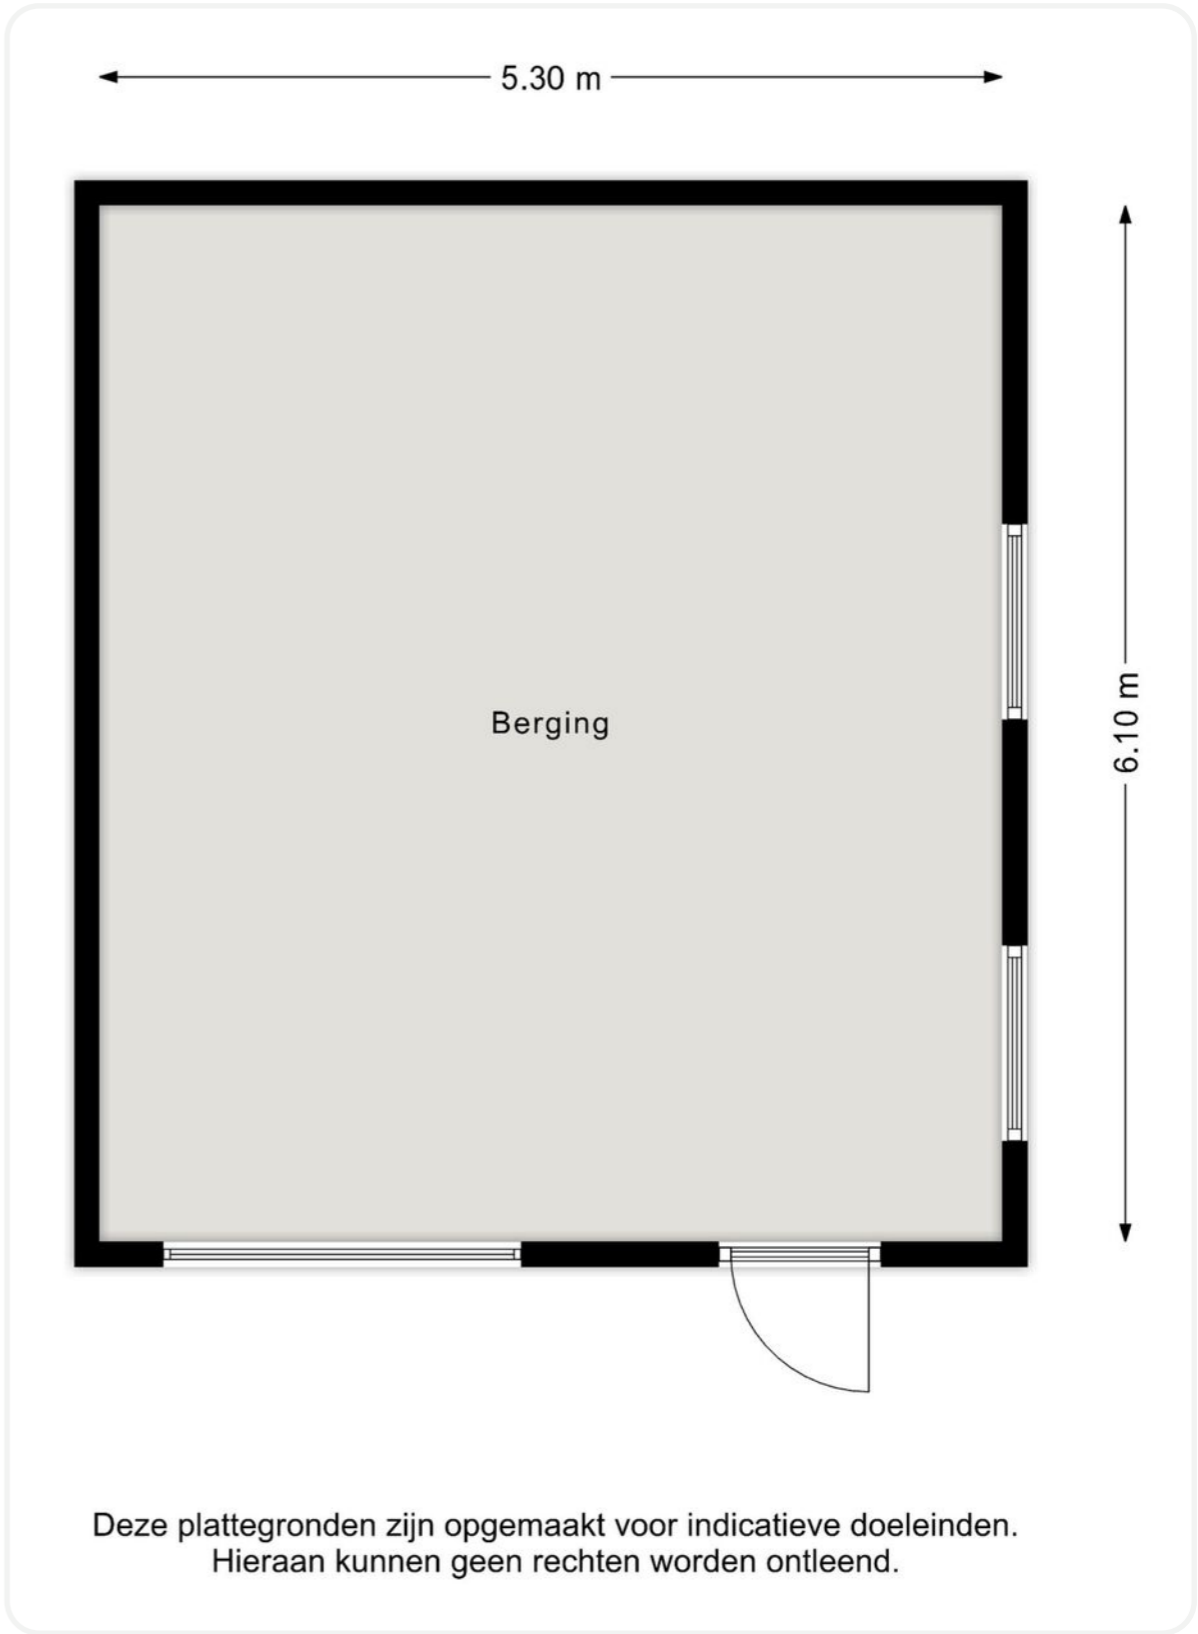 5.30 m
6.10 m
Berging
Deze plattegronden zijn opgemaakt voor indicatieve doeleinden.
Hieraan kunnen geen rechten worden ontleend.